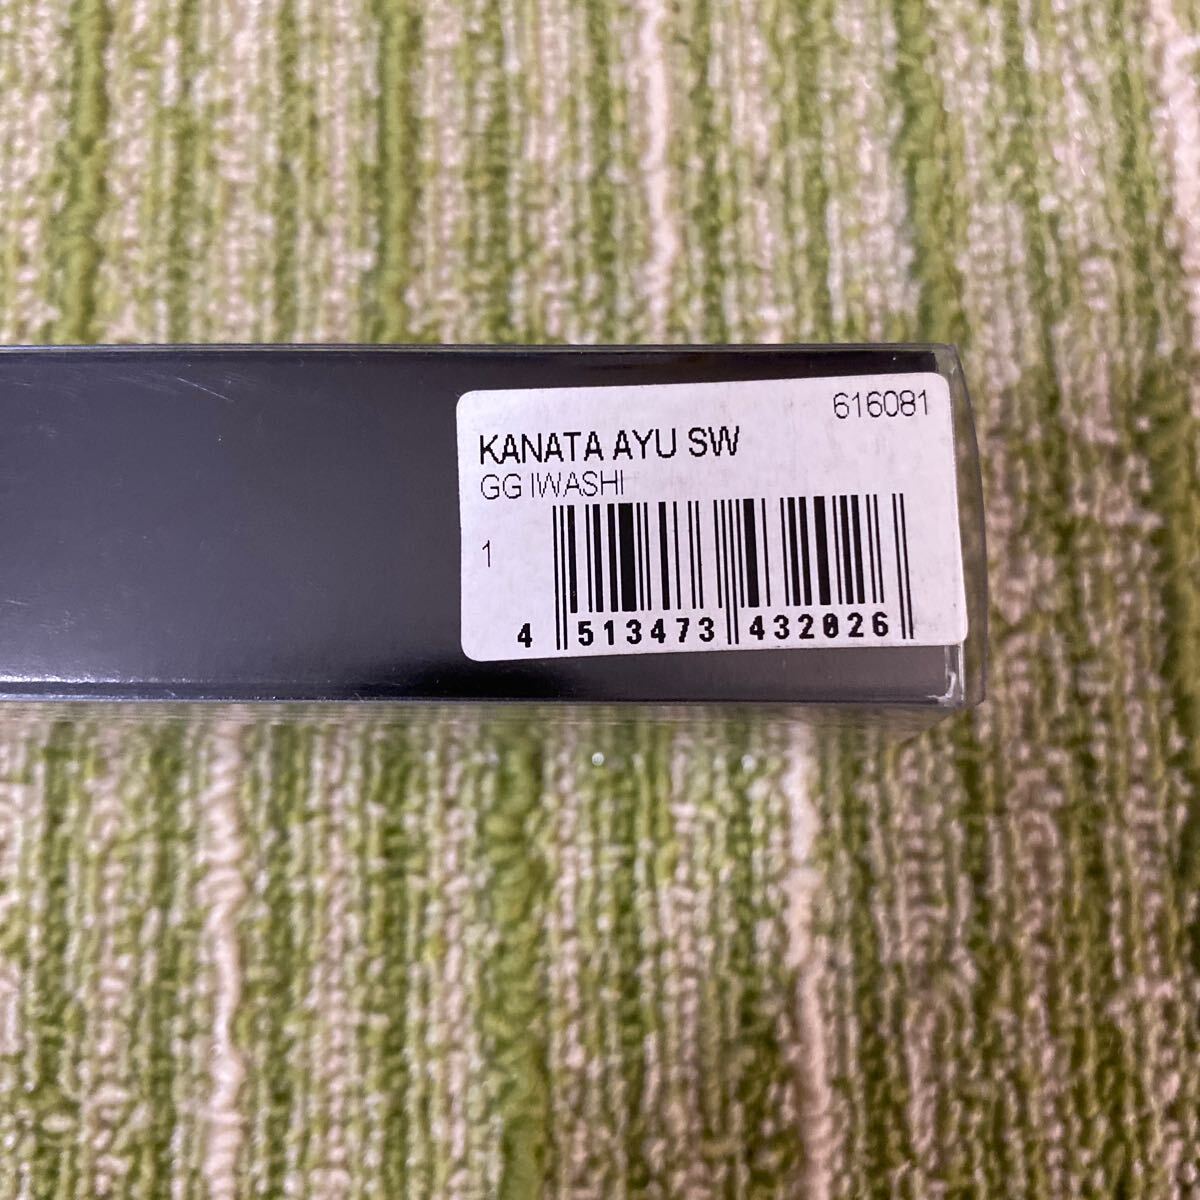 616081
KANATA AYU SW
GG IWASHI
1
4 513473 432026